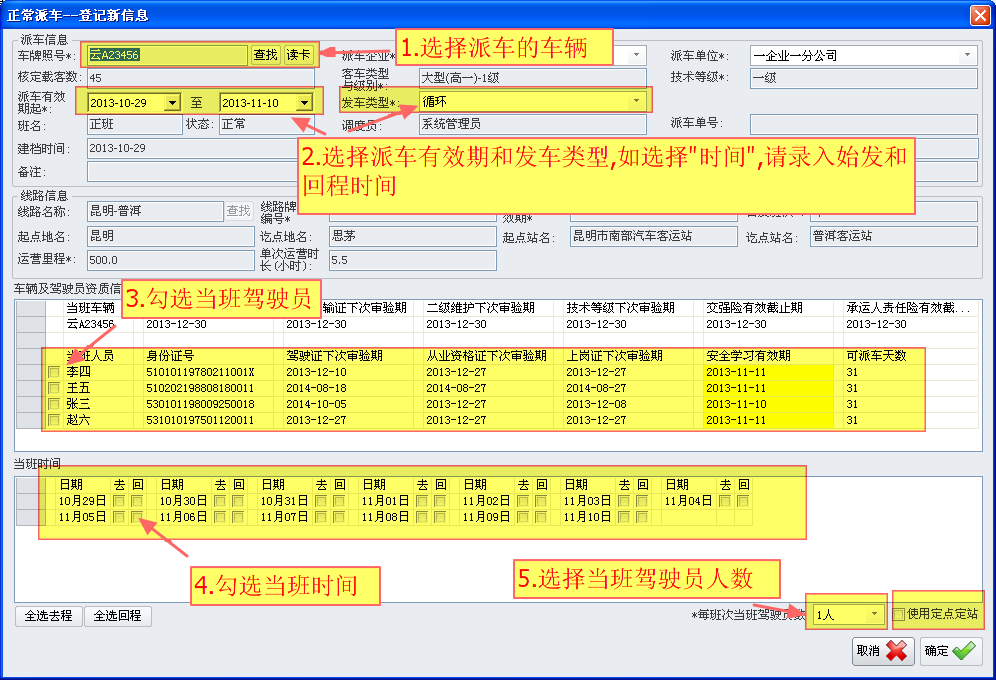 正常派车--登记新信息
派车信息
车牌照号*: 云A23456 查找 读卡 派车企业* 派车单位*: 一企业一分公司
1.选择派车的车辆
核定载客数: 45 客车类型与级别*: 大型(高一)-1级 技术等级*: 一级
派车有效期起*: 2013-10-29 至 2013-11-10 发车类型*: 循环
班名: 正班 状态: 正常 调度员: 系统管理员 派车单号:
建档时间: 2013-10-29
2.选择派车有效期和发车类型,如选择"时间",请录入始发和
回程时间
备注:
线路信息
线路名称: 昆明-普洱 查找 线路牌编号* 效期*
起点地名: 昆明 讫点地名: 思茅 起点站名: 昆明市南部汽车客运站 讫点站名: 普洱客运站
运营里程*: 500.0 单次运营时长(小时): 5.5
车辆及驾驶员资质信
3.勾选当班驾驶员
当班车辆 输证下次审验期 二级维护下次审验期 技术等级下次审验期 交强险有效截止期 承运人责任险有效截...
云A23456 2013-12-30 2013-12-30 2013-12-30 2013-12-30 2013-12-30 2013-12-30
当班人员 身份证号 驾驶证下次审验期 从业资格证下次审验期 上岗证下次审验期 安全学习有效期 可派车天数
李四 51010119780211001X 2013-12-10 2013-12-27 2013-12-27 2013-11-11 31
王五 510202198808180011 2014-08-18 2014-08-27 2013-12-27 2013-11-11 31
张三 530101198009250018 2014-10-05 2013-12-27 2013-12-08 2013-11-10 31
赵六 530101197501120011 2013-12-27 2013-12-27 2013-12-27 2013-11-11 31
当班时间
日期 去 回 日期 去 回 日期 去 回 日期 去 回 日期 去 回 日期 去 回 日期 去 回
10月29日 10月30日 10月31日 11月01日 11月02日 11月03日 11月04日
11月05日 11月06日 11月07日 11月08日 11月09日 11月10日
4.勾选当班时间
5.选择当班驾驶员人数
全选去程 全选回程 *每班次当班驾驶员数 1人 使用定点定站
取消 确定